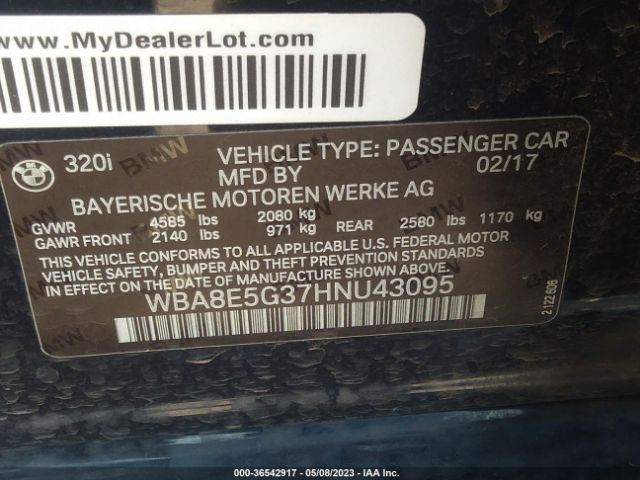 www.MyDealerLot.com
320i
VEHICLE TYPE: PASSENGER CAR
MFD BY 02/17
BAYERISCHE MOTOREN WERKE AG
GVWR 4585 lbs 2080 kg
GAWR FRONT 2140 lbs 971 kg REAR 2580 lbs 1170 kg
THIS VEHICLE CONFORMS TO ALL APPLICABLE U.S. FEDERAL MOTOR
VEHICLE SAFETY, BUMPER AND THEFT PREVENTION STANDARDS
IN EFFECT ON THE DATE OF MANUFACTURE SHOWN ABOVE.
WBA8E5G37HNU43095
2 122 606
BMW
000-36542917 - 05/08/2023 - IAA Inc.